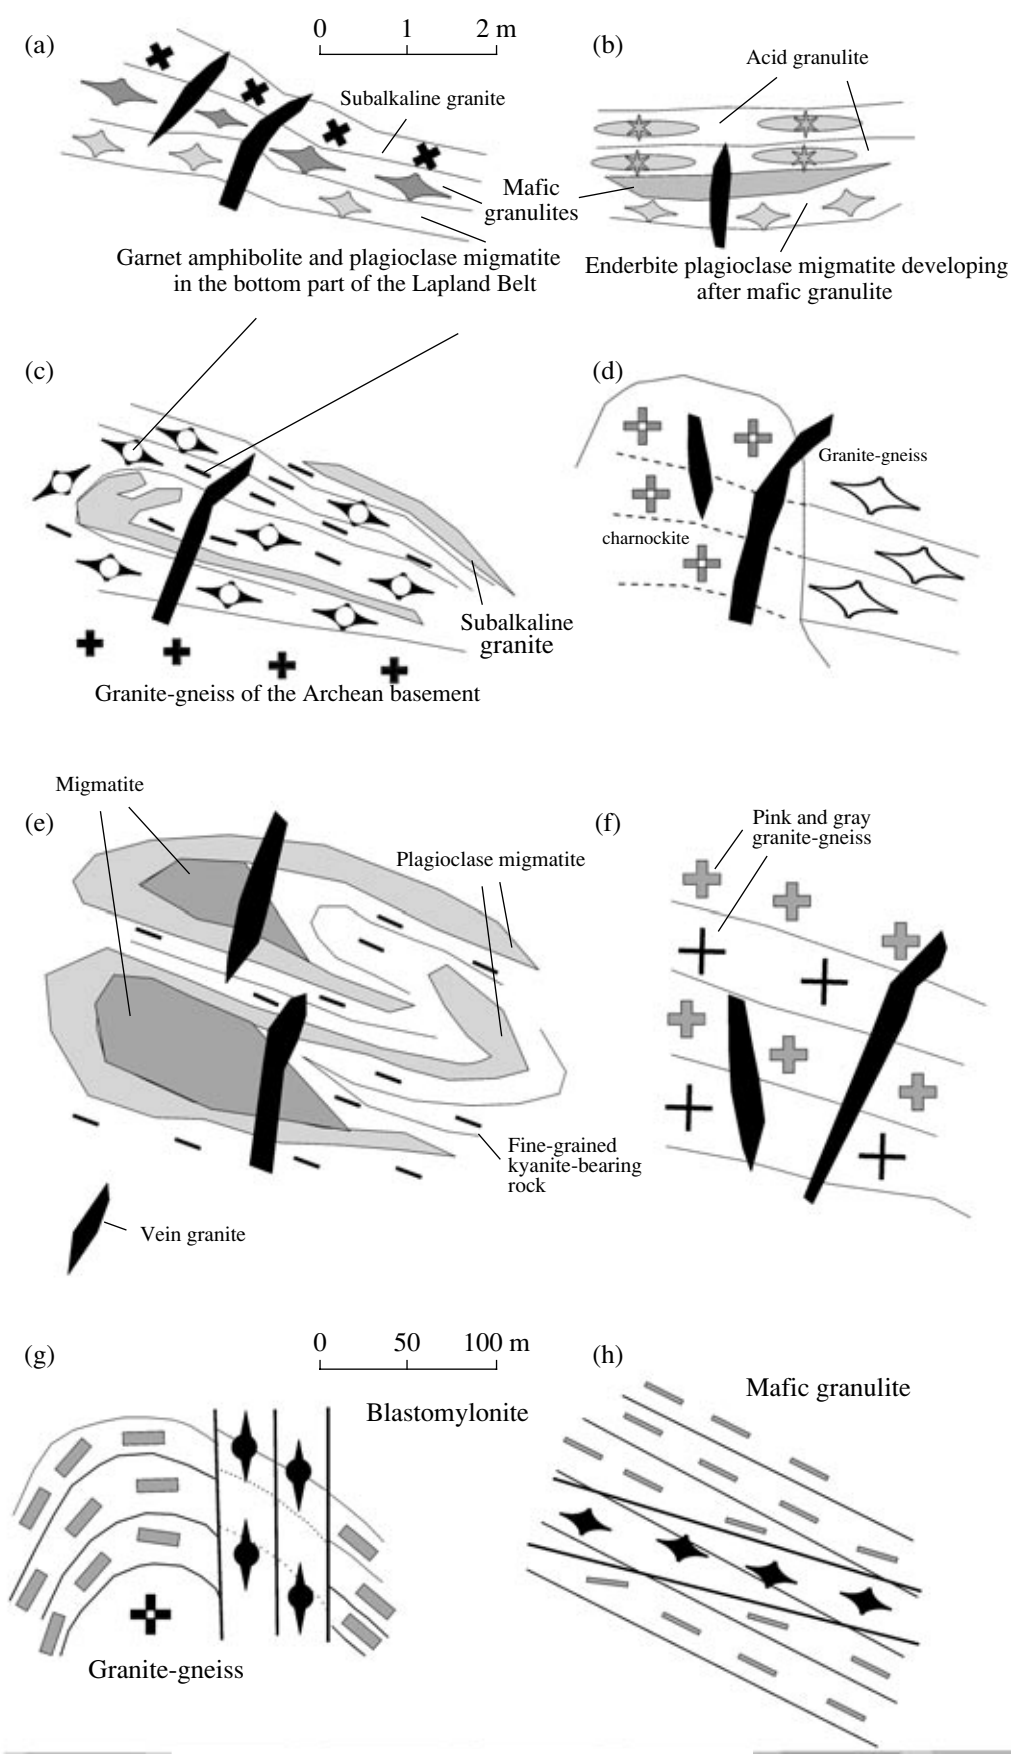 (a)
0 1 2 m
(b)
Acid granulite
Subalkaline granite
Mafic
granulites
Garnet amphibolite and plagioclase migmatite
in the bottom part of the Lapland Belt
Enderbite plagioclase migmatite developing
after mafic granulite
(c)
(d)
Granite-gneiss
charnockite
Subalkaline
granite
Granite-gneiss of the Archean basement
Migmatite
(e)
Plagioclase migmatite
(f)
Pink and gray
granite-gneiss
Fine-grained
kyanite-bearing
rock
Vein granite
(g)
0 50 100 m
(h)
Blastomylonite
Mafic granulite
Granite-gneiss